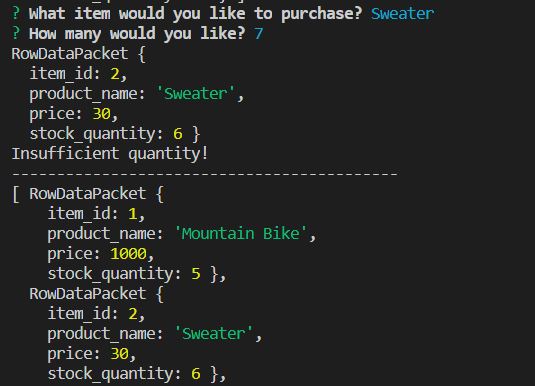 ? What item would you like to purchase? Sweater
? How many would you like? 7
RowDataPacket {
  item_id: 2,
  product_name: 'Sweater',
  price: 30,
  stock_quantity: 6 }
Insufficient quantity!
-------------------------------------------
[ RowDataPacket {
    item_id: 1,
    product_name: 'Mountain Bike',
    price: 1000,
    stock_quantity: 5 },
  RowDataPacket {
    item_id: 2,
    product_name: 'Sweater',
    price: 30,
    stock_quantity: 6 },